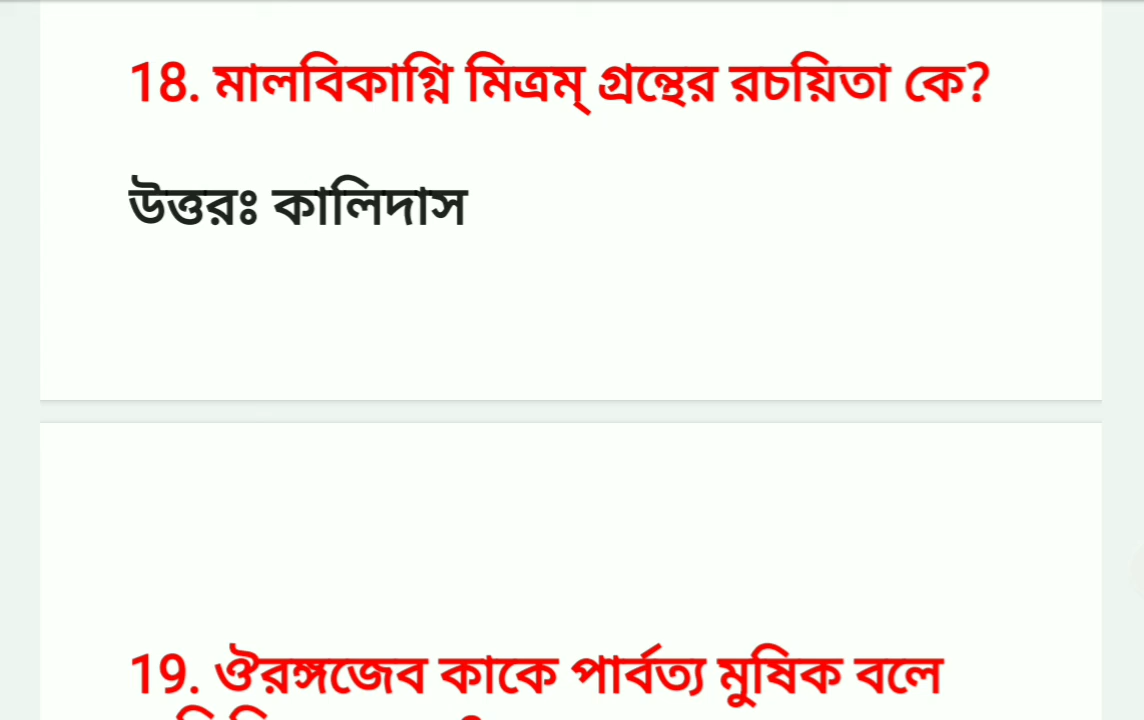 18. মালবিকাগ্নি মিত্রম্ গ্রন্থের রচয়িতা কে?
উত্তরঃ কালিদাস
19. ঔরঙ্গজেব কাকে পার্বত্য মুষিক বলে